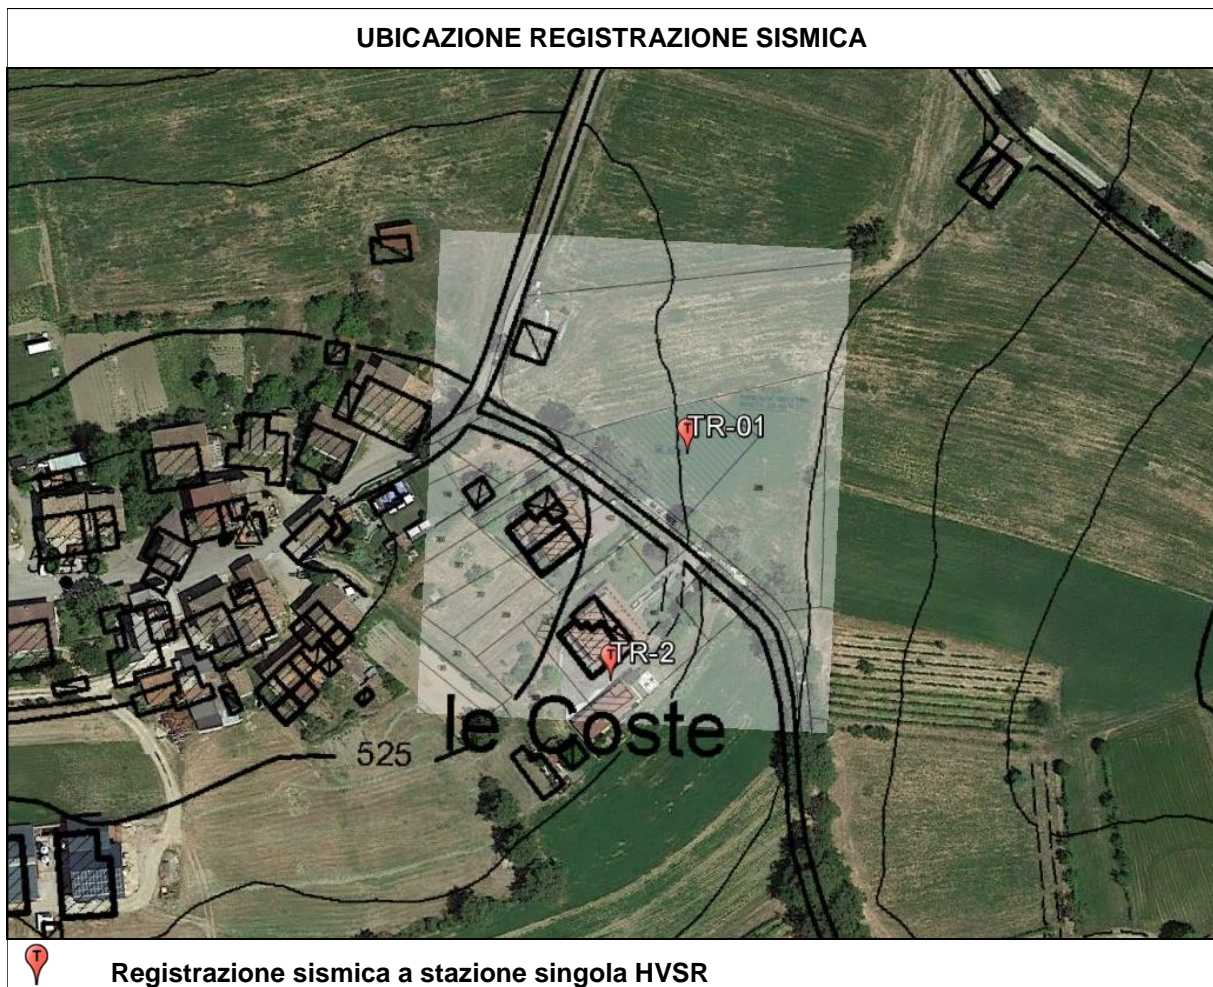 UBICAZIONE REGISTRAZIONE SISMICA
T TR-01
T TR-2
le Coste
525
T Registrazione sismica a stazione singola HVSR